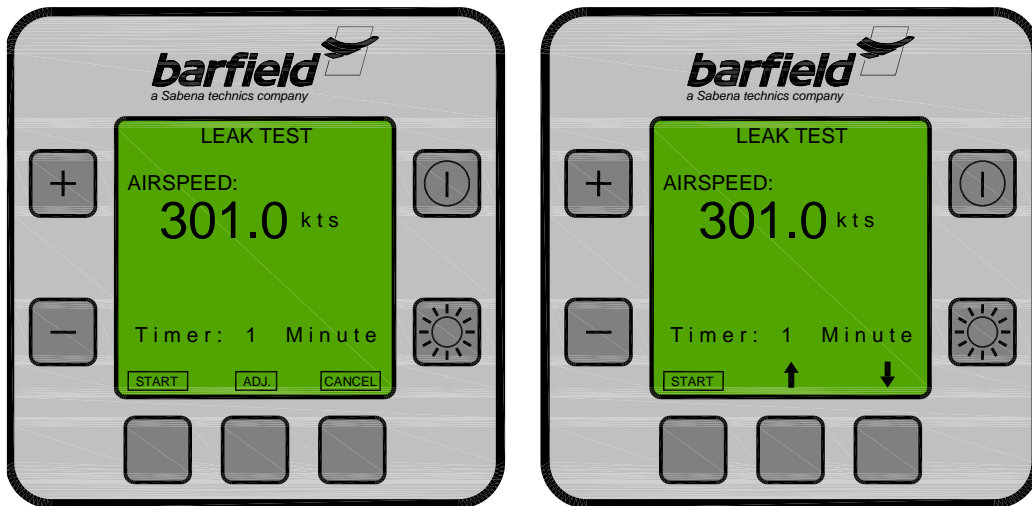 barfield
a Sabena technics company
LEAK TEST
AIRSPEED:
301.0 kts
Timer: 1 Minute
START ADJ. CANCEL
barfield
a Sabena technics company
LEAK TEST
AIRSPEED:
301.0 kts
Timer: 1 Minute
START